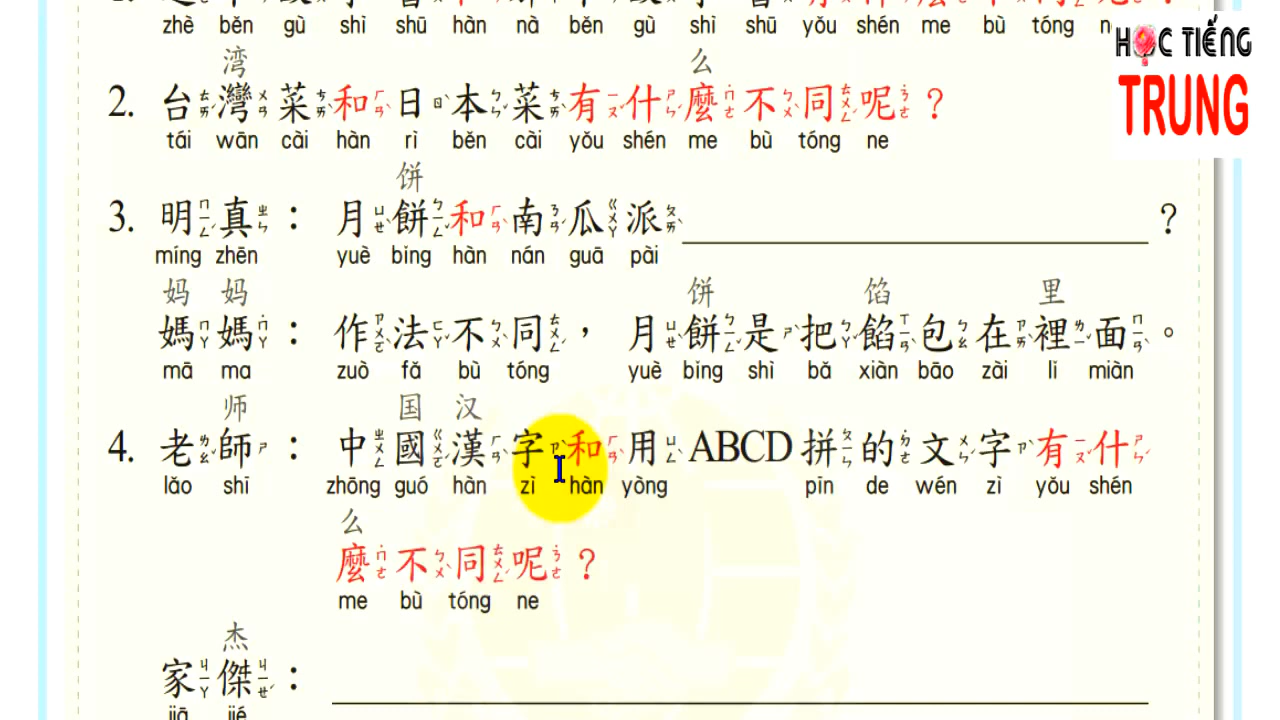 zhè běn gù shì shū hàn nà běn gù shì shū yǒu shén me bù tóng
湾 么
2. 台灣菜和日本菜有什麼不同呢？
tái wān cài hàn rì běn cài yǒu shén me bù tóng ne
饼
3. 明真： 月餅和南瓜派＿＿＿＿＿＿？
míng zhēn yuè bǐng hàn nán guā pài
妈 妈 饼 馅 里
媽媽： 作法不同，月餅是把餡包在裡面。
mā ma zuò fǎ bù tóng yuè bǐng shì bǎ xiàn bāo zài lǐ miàn
师 国 汉
4. 老師： 中國漢字和用 ABCD 拼的文字有什
lǎo shī zhōng guó hàn zì hàn yòng pīn de wén zì yǒu shén
么
麼不同呢？
me bù tóng ne
杰
家傑： ＿＿＿＿＿＿
jiā jié
HỌC TIẾNG
TRUNG